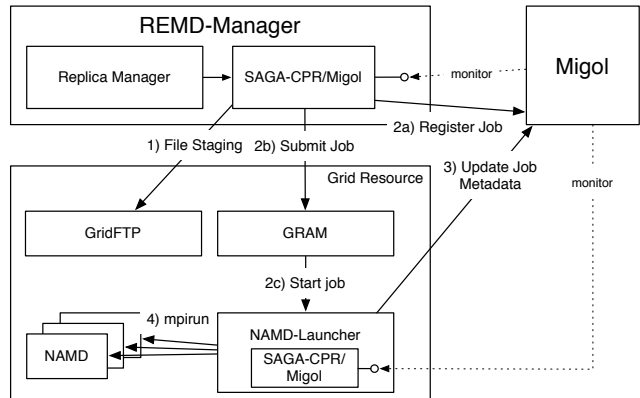 REMD-Manager
Replica Manager
SAGA-CPR/Migol
monitor
Migol
2a) Register Job
1) File Staging
2b) Submit Job
3) Update Job
Metadata
monitor
Grid Resource
GridFTP
GRAM
2c) Start job
4) mpirun
NAMD-Launcher
NAMD
SAGA-CPR/
Migol